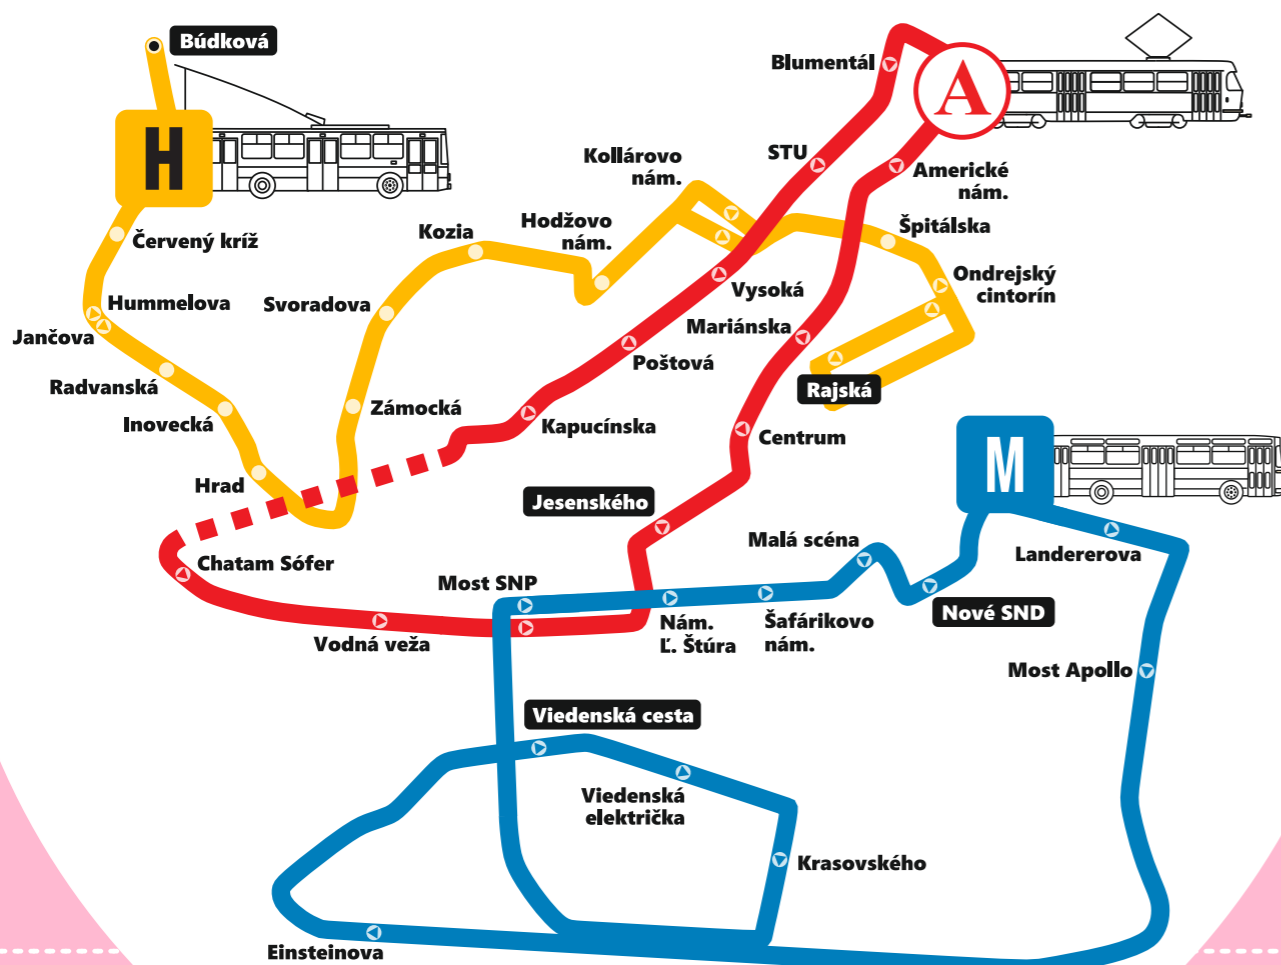 Búdková
H
Červený kríž
Hummelova
Jančova
Radvanská
Inovecká
Hrad
Zámocká
Svoradova
Kozia
Hodžovo
nám.
Kollárovo
nám.
Špitálska
Ondrejský
cintorín
Rajská
A
Blumentál
STU
Vysoká
Poštová
Kapucínska
Chatam Sófer
Vodná veža
Most SNP
Jesenského
Centrum
Mariánska
Americké
nám.
M
Landererova
Most Apollo
Nové SND
Malá scéna
Šafárikovo
nám.
Nám.
Ľ. Štúra
Viedenská cesta
Viedenská
električka
Krasovského
Einsteinova